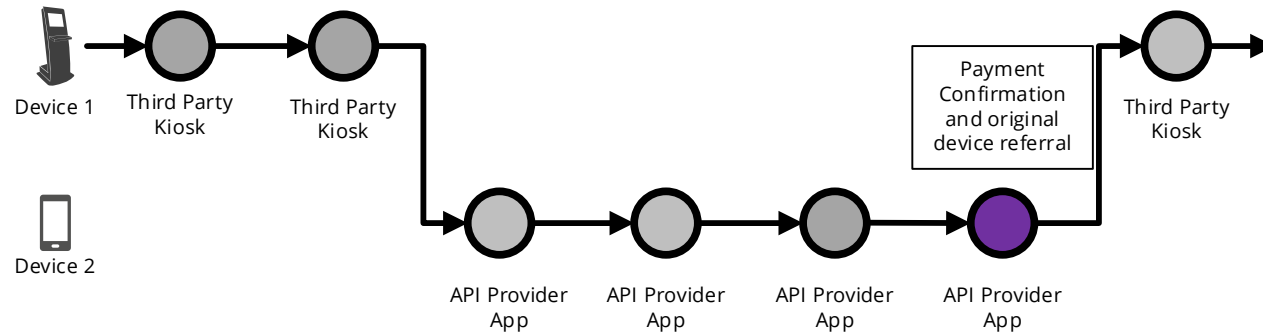 Device 1
Third Party
Kiosk
Third Party
Kiosk
Payment
Confirmation
and original
device referral
Third Party
Kiosk
Device 2
API Provider
App
API Provider
App
API Provider
App
API Provider
App